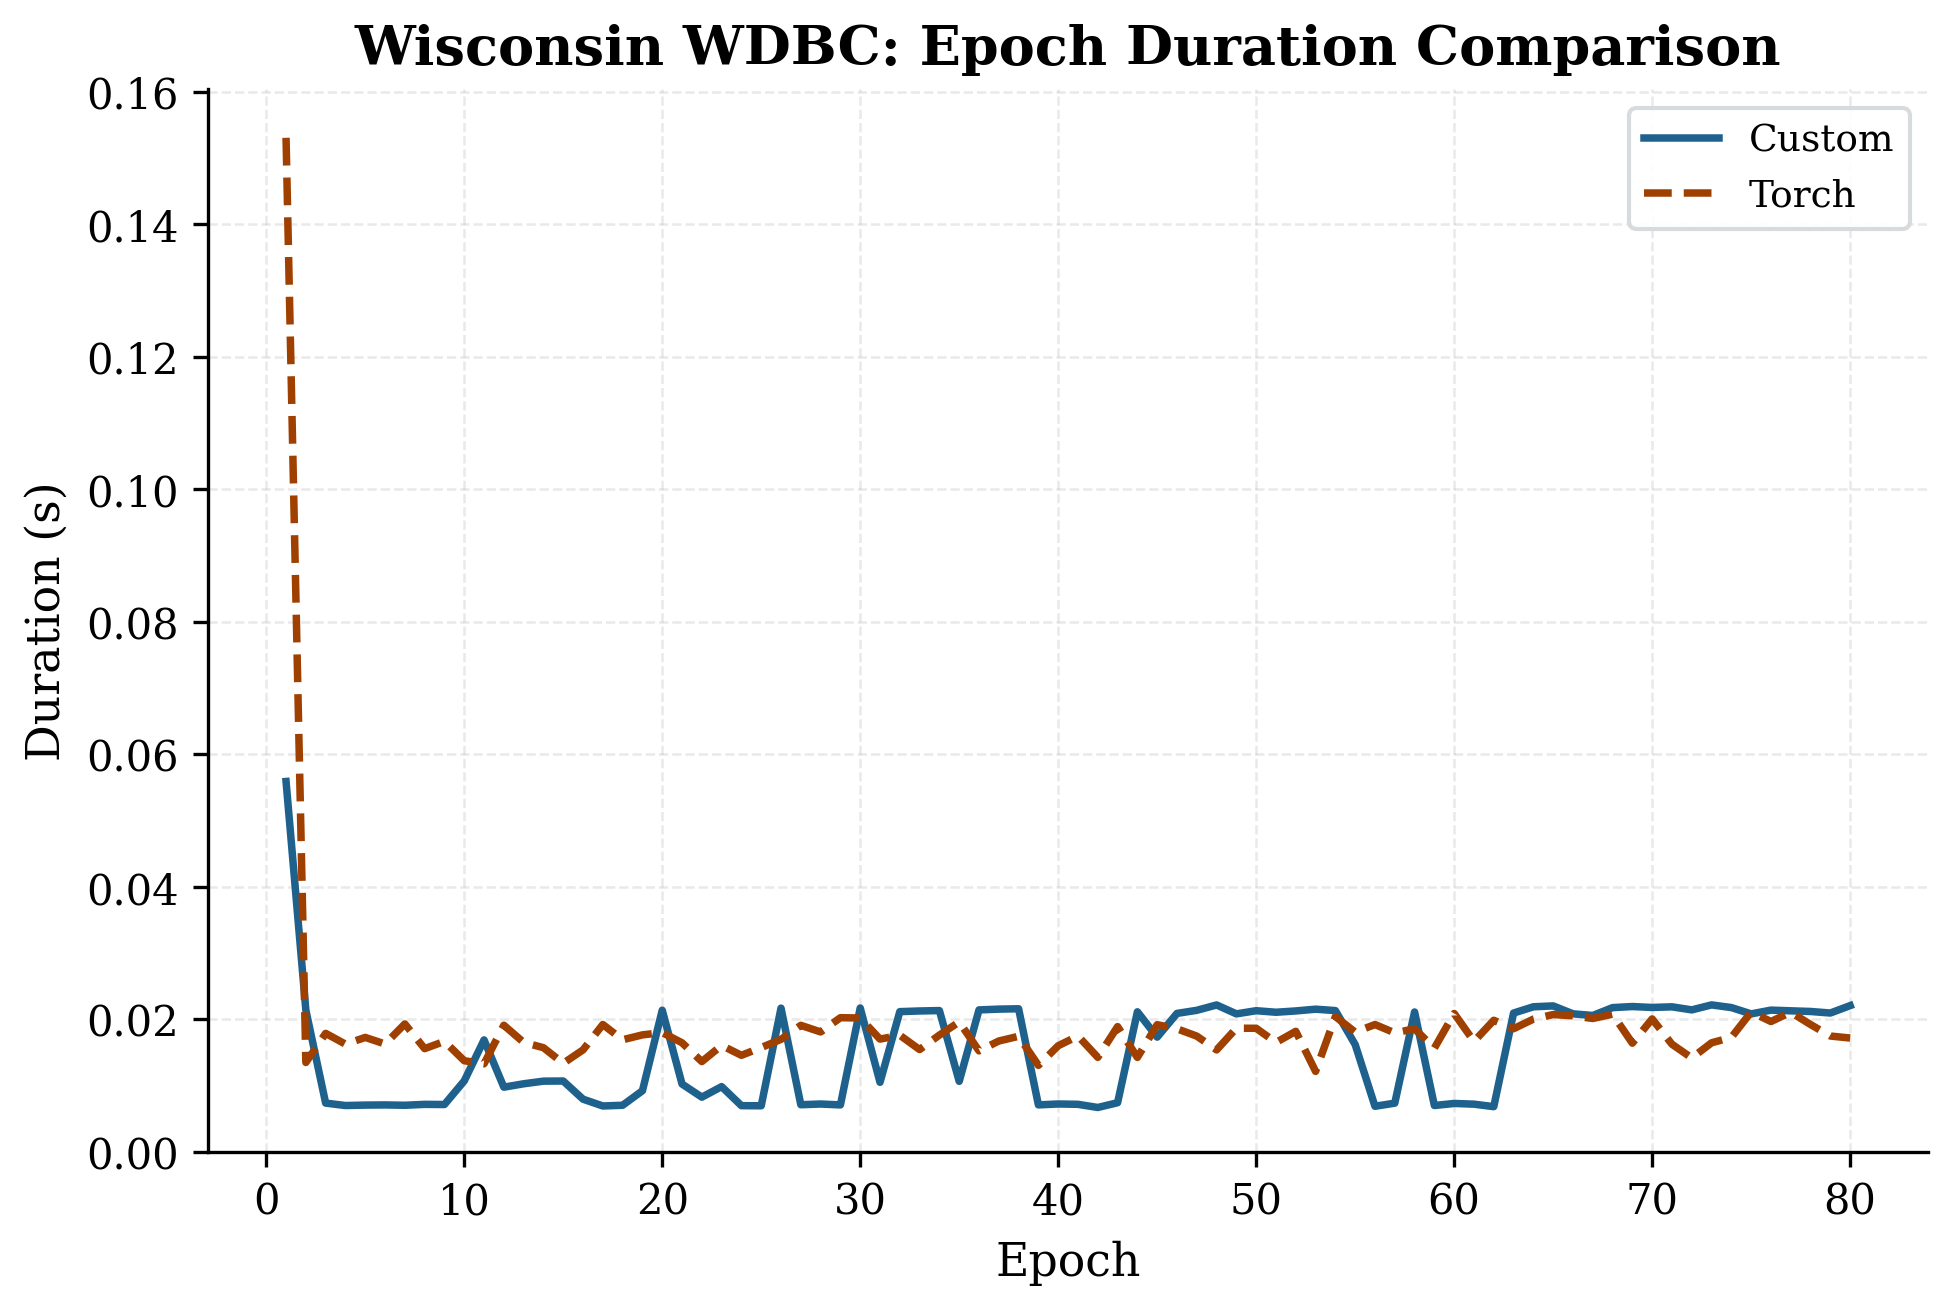 Wisconsin WDBC: Epoch Duration Comparison
Custom
Torch
Duration (s)
0.16
0.14
0.12
0.10
0.08
0.06
0.04
0.02
0.00
0 10 20 30 40 50 60 70 80
Epoch